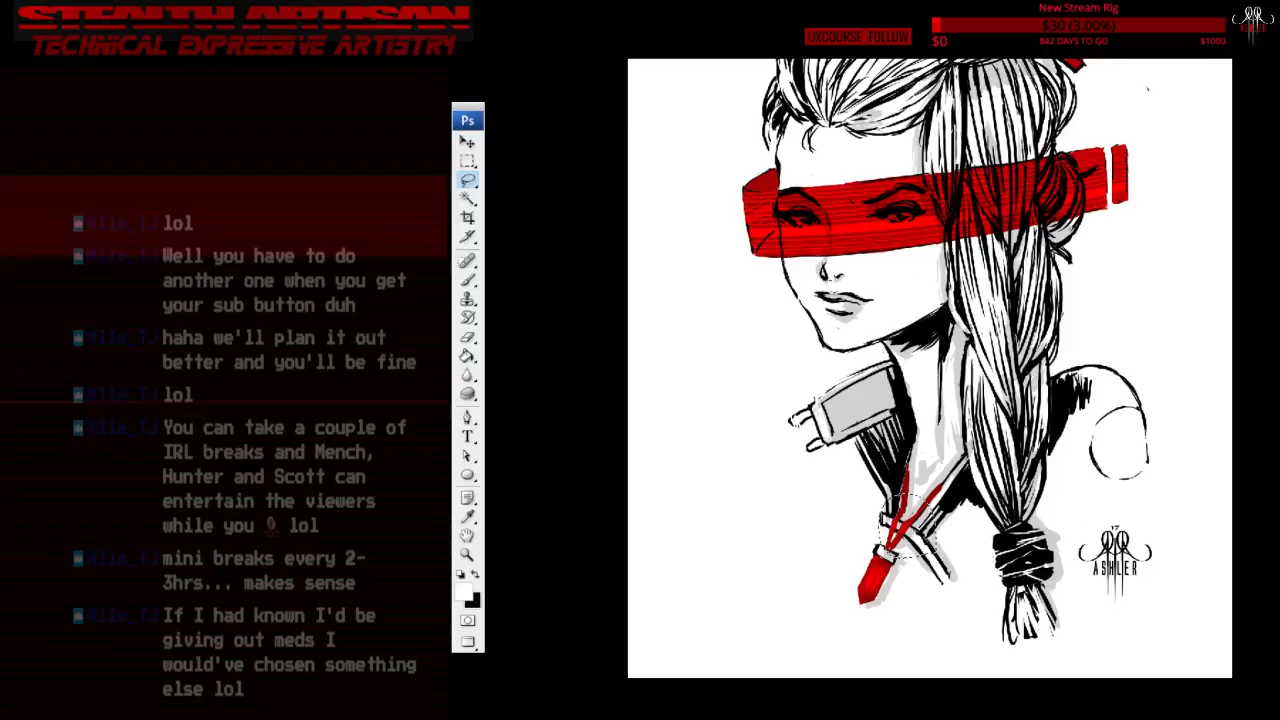 STEALTH ARTISAN
TECHNICAL EXPRESSIVE ARTISTRY
UXCOURSE FOLLOW
New Stream Rig
$30 (3.00%)
$0
842 DAYS TO GO
$1000
Ps
T
lol
Well you have to do
another one when you get
your sub button duh
haha we'll plan it out
better and you'll be fine
lol
You can take a couple of
IRL breaks and Mench,
Hunter and Scott can
entertain the viewers
while you lol
mini breaks every 2-
3hrs... makes sense
If I had known I'd be
giving out meds I
would've chosen something
else lol
17
ASHLER